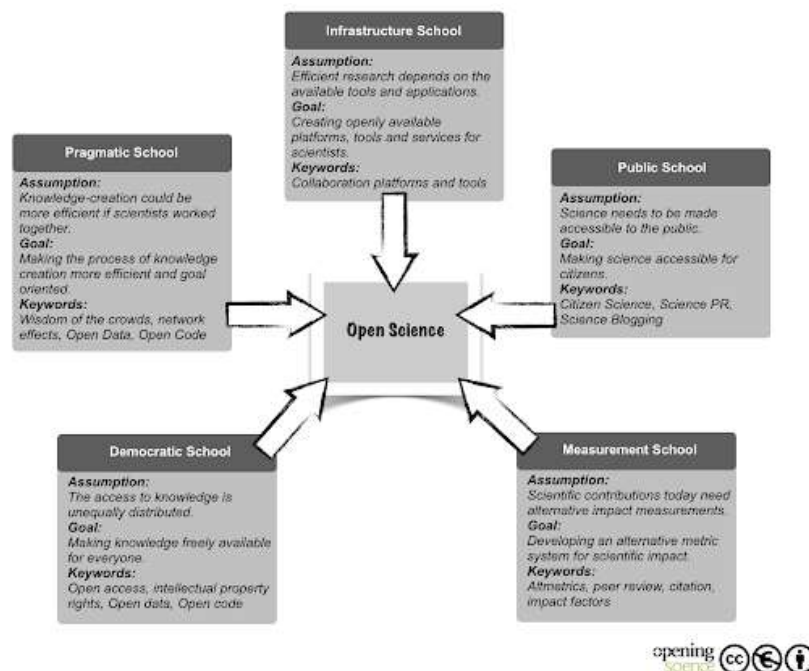 Infrastructure School
Assumption:
Efficient research depends on the
available tools and applications.
Goal:
Creating openly available
platforms, tools and services for
scientists.
Keywords:
Collaboration platforms and tools
Pragmatic School
Assumption:
Knowledge-creation could be
more efficient if scientists worked
together.
Goal:
Making the process of knowledge
creation more efficient and goal
oriented.
Keywords:
Wisdom of the crowds, network
effects, Open Data, Open Code
Public School
Assumption:
Science needs to be made
accessible to the public.
Goal:
Making science accessible for
citizens.
Keywords:
Citizen Science, Science PR,
Science Blogging
Open Science
Democratic School
Assumption:
The access to knowledge is
unequally distributed.
Goal:
Making knowledge freely available
for everyone.
Keywords:
Open access, intellectual property
rights, Open data, Open code
Measurement School
Assumption:
Scientific contributions today need
alternative impact measurements.
Goal:
Developing an alternative metric
system for scientific impact.
Keywords:
Altmetrics, peer review, citation,
impact factors
opening
science
cc